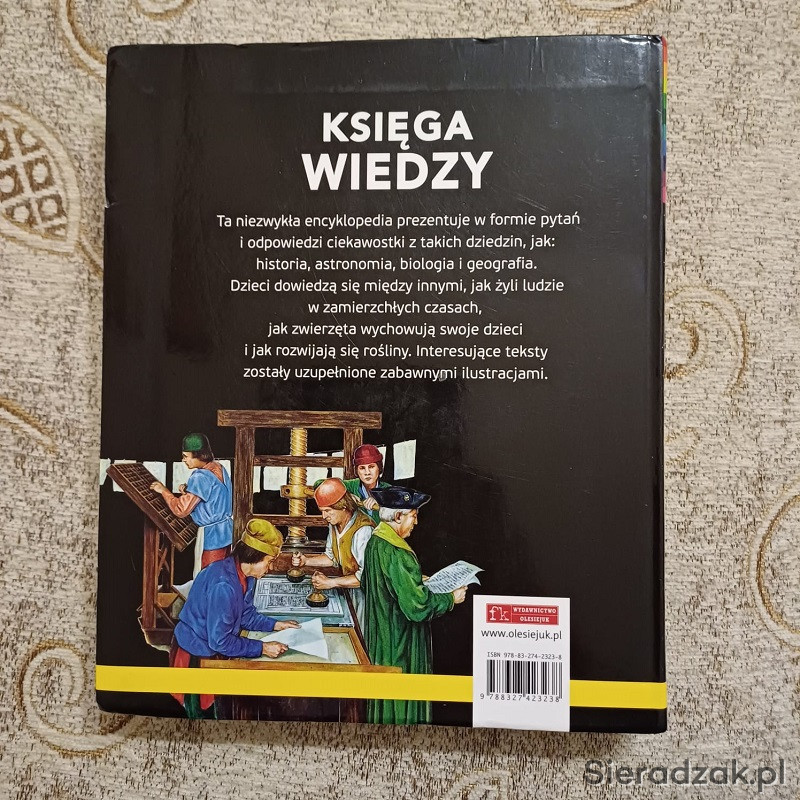 KSIĘGA
WIEDZY
Ta niezwykła encyklopedia prezentuje w formie pytań
i odpowiedzi ciekawostki z takich dziedzin, jak:
historia, astronomia, biologia i geografia.
Dzieci dowiedzą się między innymi, jak żyli ludzie
w zamierzchłych czasach,
jak zwierzęta wychowują swoje dzieci
i jak rozwijają się rośliny. Interesujące teksty
zostały uzupełnione zabawnymi ilustracjami.
fk WYDAWNICTWO
OLESIEJUK
www.olesiejuk.pl
ISBN 978-83-274-2323-8
9 788327 423238
Sieradzak.pl